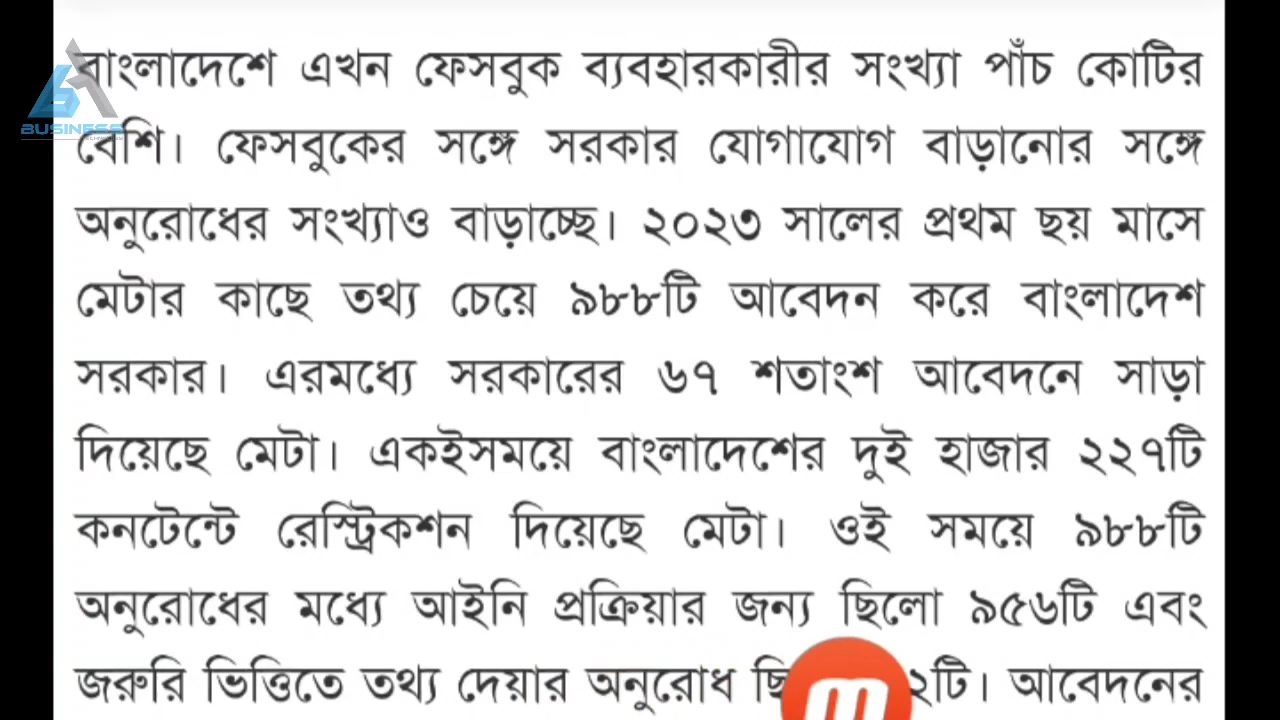 বাংলাদেশে এখন ফেসবুক ব্যবহারকারীর সংখ্যা পাঁচ কোটির
BUSINESS
বেশি। ফেসবুকের সঙ্গে সরকার যোগাযোগ বাড়ানোর সঙ্গে
অনুরোধের সংখ্যাও বাড়াচ্ছে। ২০২৩ সালের প্রথম ছয় মাসে
মেটার কাছে তথ্য চেয়ে ৯৮৮টি আবেদন করে বাংলাদেশ
সরকার। এরমধ্যে সরকারের ৬৭ শতাংশ আবেদনে সাড়া
দিয়েছে মেটা। একইসময়ে বাংলাদেশের দুই হাজার ২২৭টি
কনটেন্টে রেস্ট্রিকশন দিয়েছে মেটা। ওই সময়ে ৯৮৮টি
অনুরোধের মধ্যে আইনি প্রক্রিয়ার জন্য ছিলো ৯৫৬টি এবং
জরুরি ভিত্তিতে তথ্য দেয়ার অনুরোধ আবেদনের